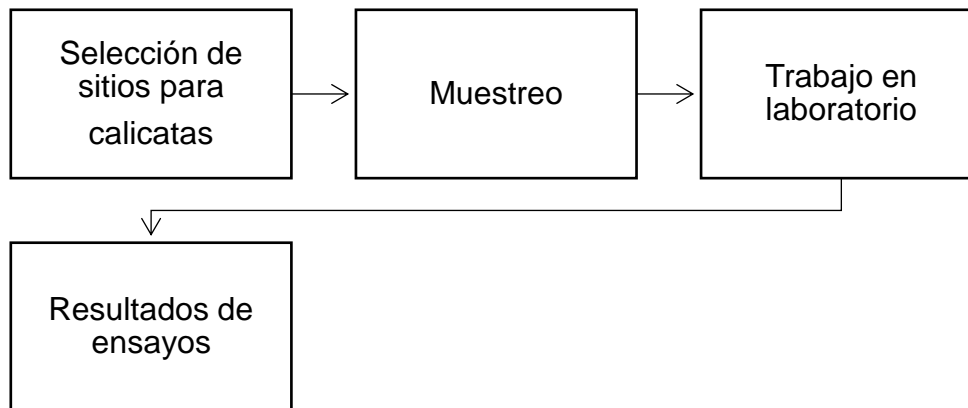 Selección de
sitios para
calicatas
Muestreo
Trabajo en
laboratorio
Resultados de
ensayos